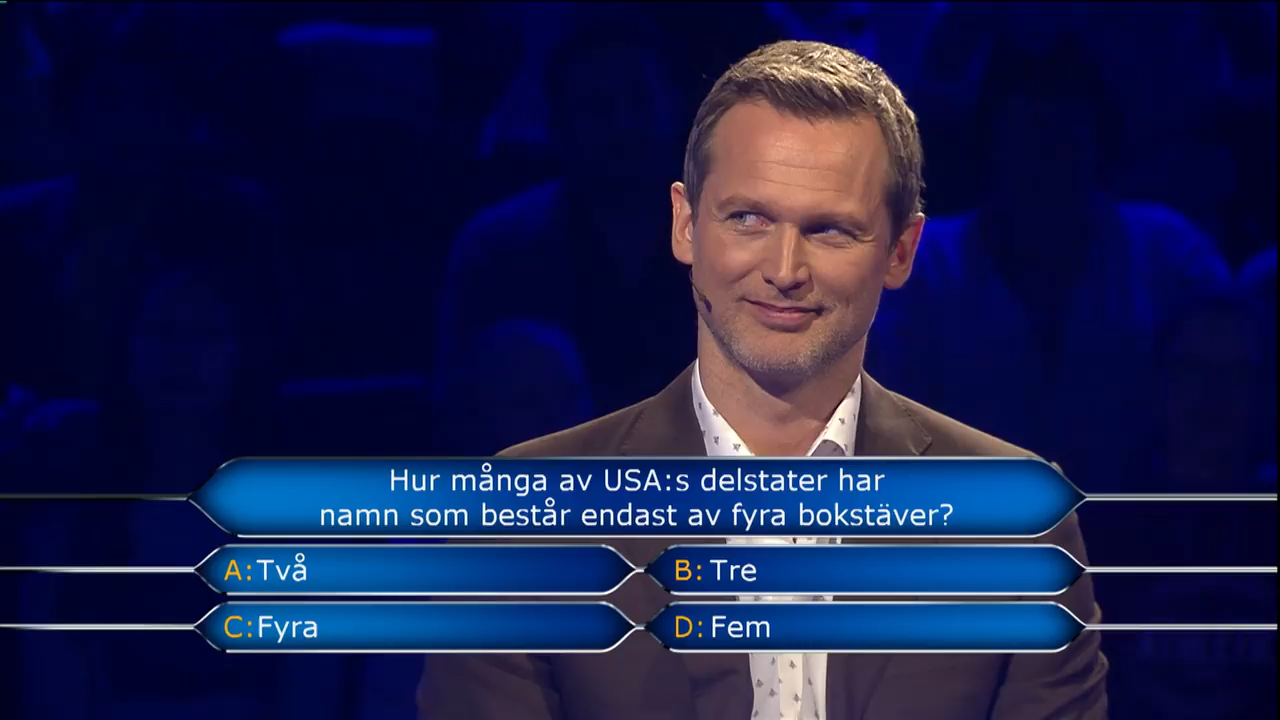 Hur många av USA:s delstater har
namn som består endast av fyra bokstäver?
A: Två
B: Tre
C: Fyra
D: Fem